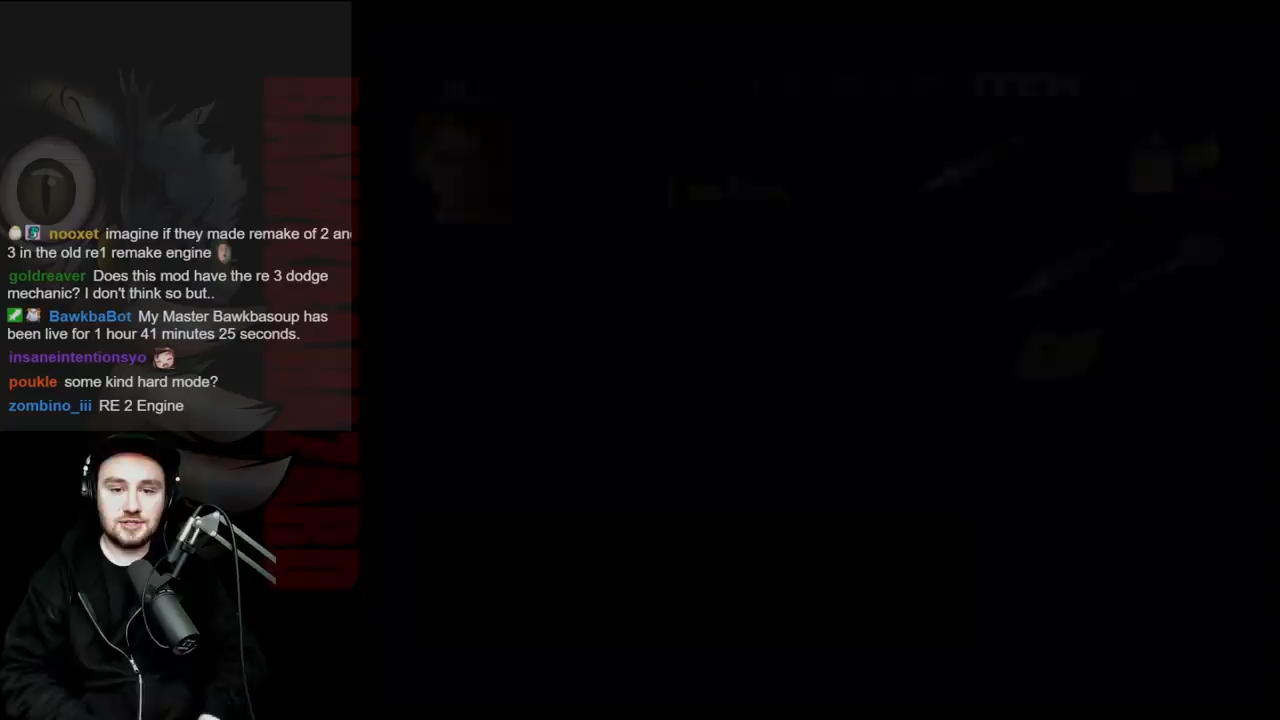 nooxet imagine if they made remake of 2 an
3 in the old re1 remake engine
goldreaver Does this mod have the re 3 dodge
mechanic? I don't think so but..
BawkbaBot My Master Bawkbasoup has
been live for 1 hour 41 minutes 25 seconds.
insaneintentionsyo
poukle some kind hard mode?
zombino_iii RE 2 Engine